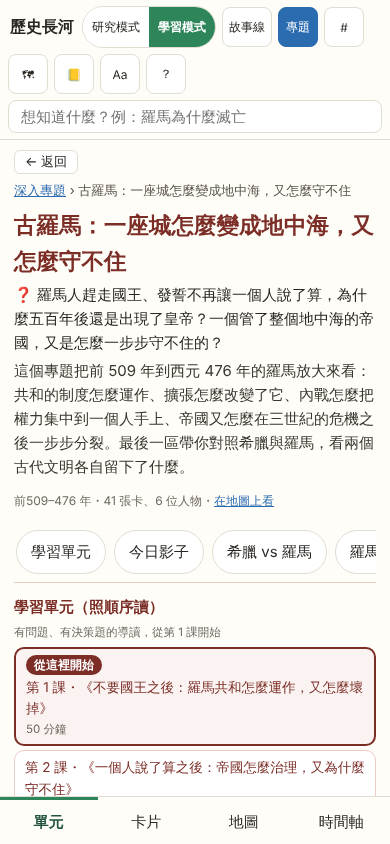 歷史長河 研究模式 學習模式 故事線 專題 #
🗺 📒 Aa ?
想知道什麼？例：羅馬為什麼滅亡
← 返回
深入專題 › 古羅馬：一座城怎麼變成地中海，又怎麼守不住
古羅馬：一座城怎麼變成地中海，又
怎麼守不住
❓ 羅馬人趕走國王、發誓不再讓一個人說了算，為什
麼五百年後還是出現了皇帝？一個管了整個地中海的帝
國，又是怎麼一步步守不住的？
這個專題把前 509 年到西元 476 年的羅馬放大來看：
共和的制度怎麼運作、擴張怎麼改變了它、內戰怎麼把
權力集中到一個人手上、帝國又怎麼在三世紀的危機之
後一步步分裂。最後一區帶你對照希臘與羅馬，看兩個
古代文明各自留下了什麼。
前509–476 年・41 張卡、6 位人物・在地圖上看
學習單元 今日影子 希臘 vs 羅馬 羅馬
學習單元（照順序讀）
有問題、有決策題的導讀，從第 1 課開始
從這裡開始
第 1 課・《不要國王之後：羅馬共和怎麼運作，又怎麼壞
掉》
50 分鐘
第 2 課・《一個人說了算之後：帝國怎麼治理，又為什麼
守不住》
單元 卡片 地圖 時間軸